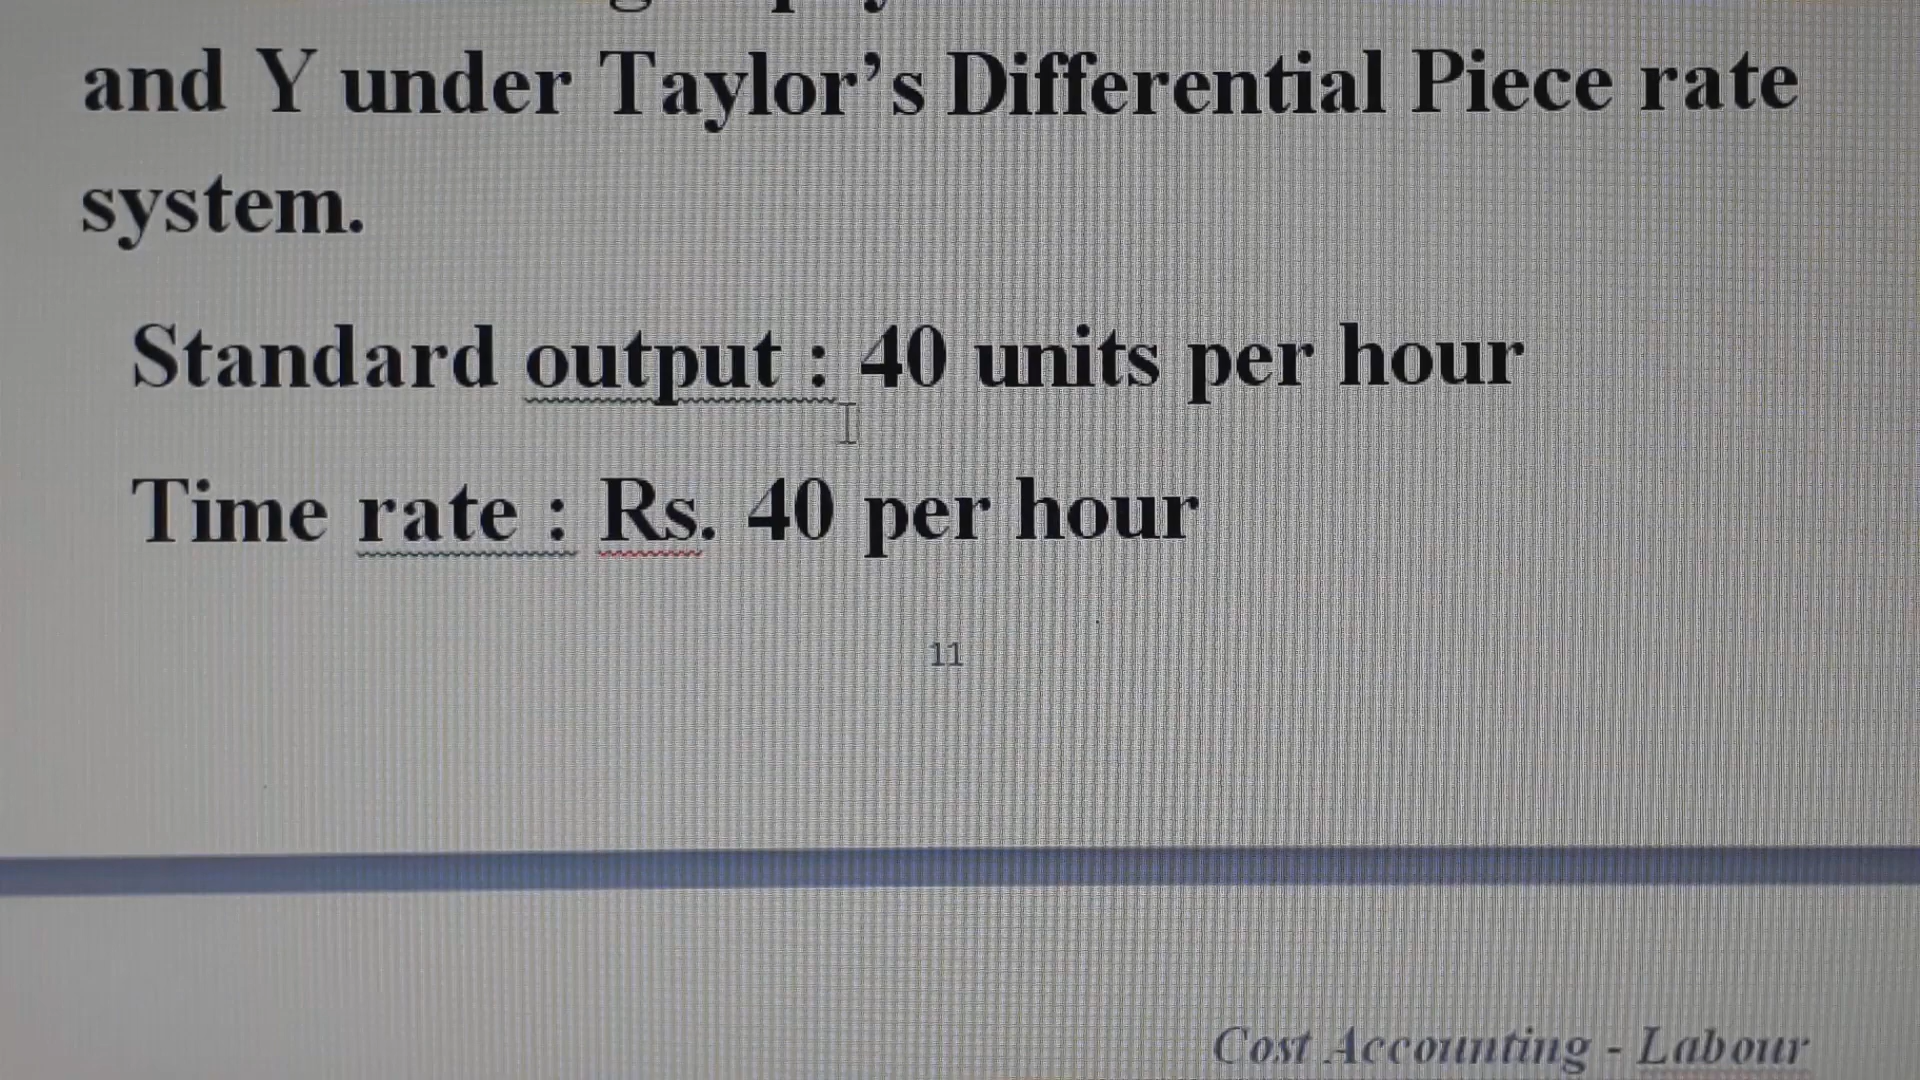 and Y under Taylor’s Differential Piece rate
system.
Standard output : 40 units per hour
Time rate : Rs. 40 per hour
11
Cost Accounting - Labour